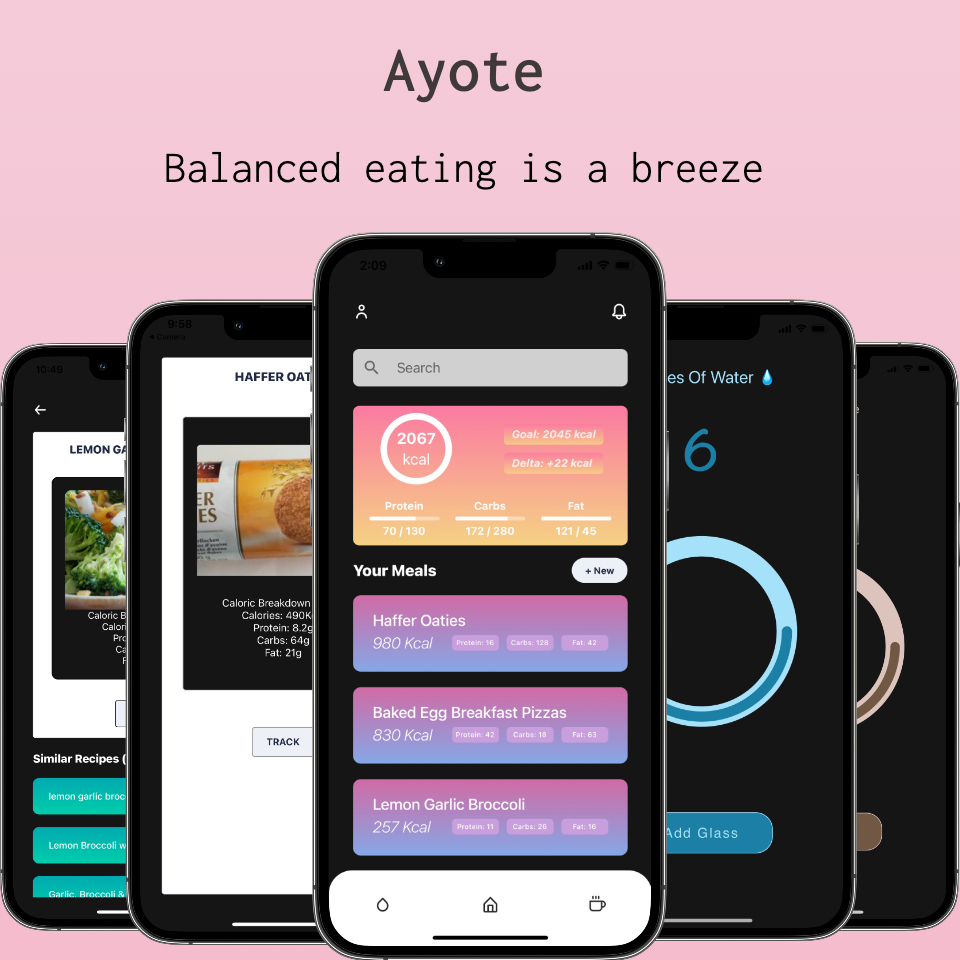 Ayote
Balanced eating is a breeze
10:49
LEMON GA
Caloric B
Calori
Pro
Ca
F
Similar Recipes (
lemon garlic broc
Lemon Broccoli w
Garlic, Broccoli &
9:58
Camera
HAFFER OAT
Caloric Breakdown
Calories: 490K
Protein: 8.2g
Carbs: 64g
Fat: 21g
TRACK
2:09
Search
2067
kcal
Goal: 2045 kcal
Delta: +22 kcal
Protein Carbs Fat
70 / 130 172 / 280 121 / 45
Your Meals + New
Haffer Oaties
980 Kcal Protein: 16 Carbs: 128 Fat: 42
Baked Egg Breakfast Pizzas
830 Kcal Protein: 42 Carbs: 18 Fat: 63
Lemon Garlic Broccoli
257 Kcal Protein: 11 Carbs: 26 Fat: 16
es Of Water 💧
6
Add Glass